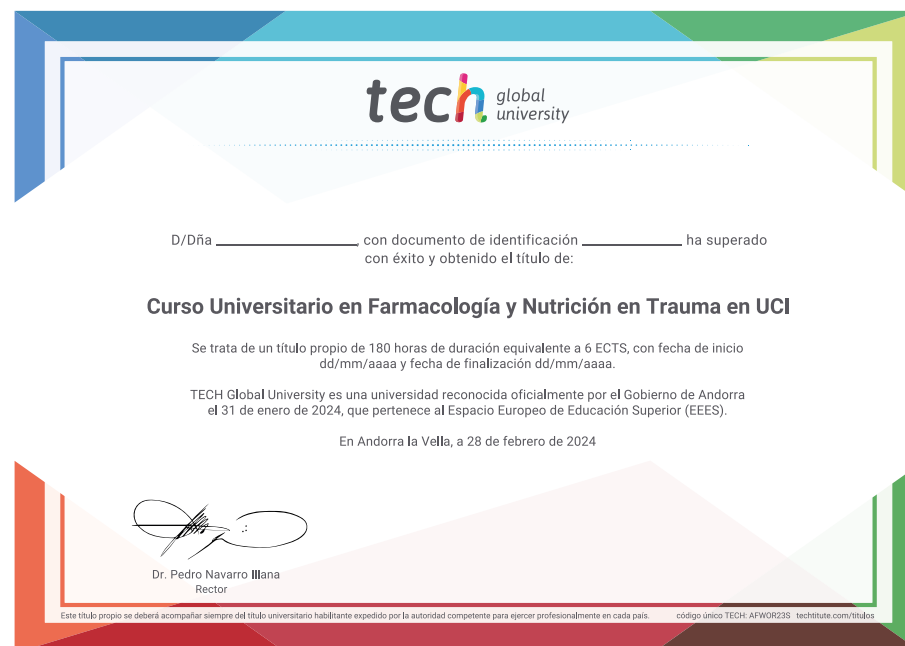 tech global university
D/Dña ______________, con documento de identificación __________ ha superado
con éxito y obtenido el título de:
Curso Universitario en Farmacología y Nutrición en Trauma en UCI
Se trata de un título propio de 180 horas de duración equivalente a 6 ECTS, con fecha de inicio
dd/mm/aaaa y fecha de finalización dd/mm/aaaa.
TECH Global University es una universidad reconocida oficialmente por el Gobierno de Andorra
el 31 de enero de 2024, que pertenece al Espacio Europeo de Educación Superior (EEES).
En Andorra la Vella, a 28 de febrero de 2024
Dr. Pedro Navarro Illana
Rector
Este título propio se deberá acompañar siempre del título universitario habilitante expedido por la autoridad competente para ejercer profesionalmente en cada país. código único TECH: AFWOR23S techtitute.com/titulos